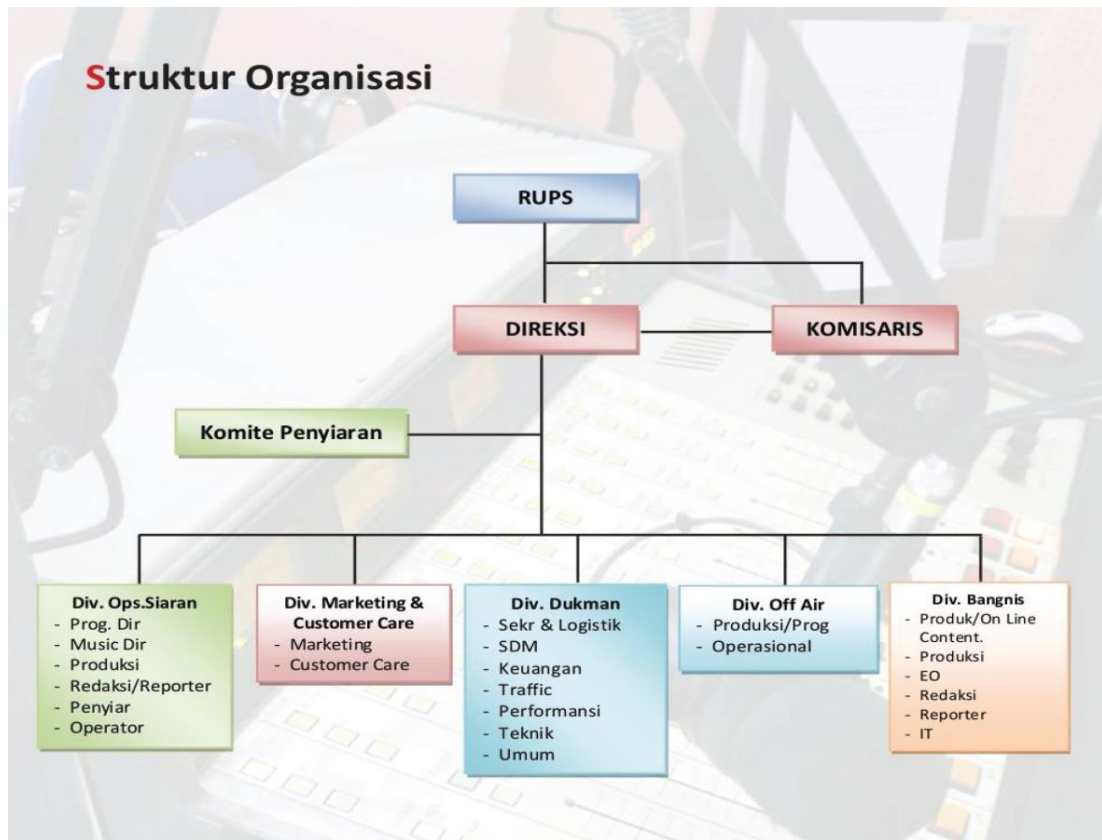 Struktur Organisasi
RUPS
DIREKSI
KOMISARIS
Komite Penyiaran
Div. Ops.Siaran
- Prog. Dir
- Music Dir
- Produksi
- Redaksi/Reporter
- Penyiar
- Operator
Div. Marketing &
Customer Care
- Marketing
- Customer Care
Div. Dukman
- Sekr & Logistik
- SDM
- Keuangan
- Traffic
- Performansi
- Teknik
- Umum
Div. Off Air
- Produksi/Prog
- Operasional
Div. Bangnis
- Produk/On Line
Content.
- Produksi
- EO
- Redaksi
- Reporter
- IT